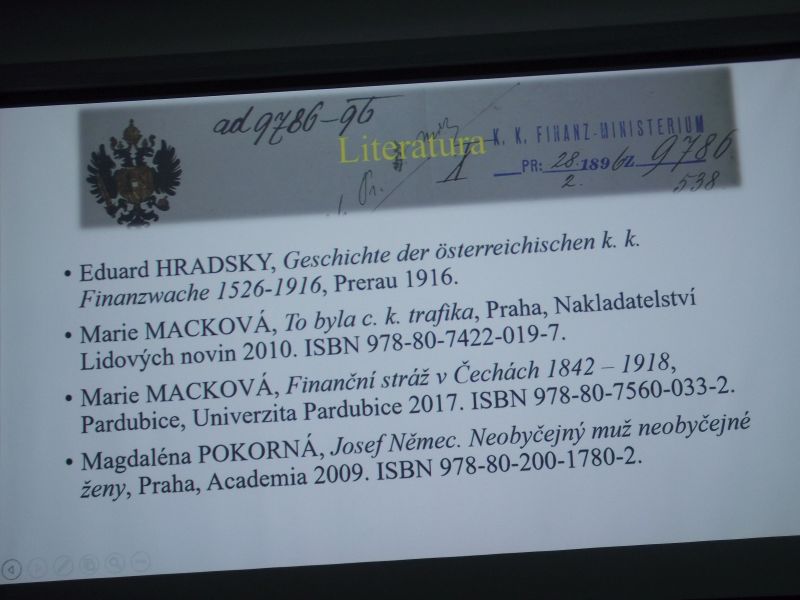 ad 9786-96
Literatura
K. K. FINANZ-MINISTERIUM
PR: 28. 1896 Z. 9786
2. 538
• Eduard HRADSKY, Geschichte der österreichischen k. k.
Finanzwache 1526-1916, Prerau 1916.
• Marie MACKOVÁ, To byla c. k. trafika, Praha, Nakladatelství
Lidových novin 2010. ISBN 978-80-7422-019-7.
• Marie MACKOVÁ, Finanční stráž v Čechách 1842 – 1918,
Pardubice, Univerzita Pardubice 2017. ISBN 978-80-7560-033-2.
• Magdaléna POKORNÁ, Josef Němec. Neobyčejný muž neobyčejné
ženy, Praha, Academia 2009. ISBN 978-80-200-1780-2.